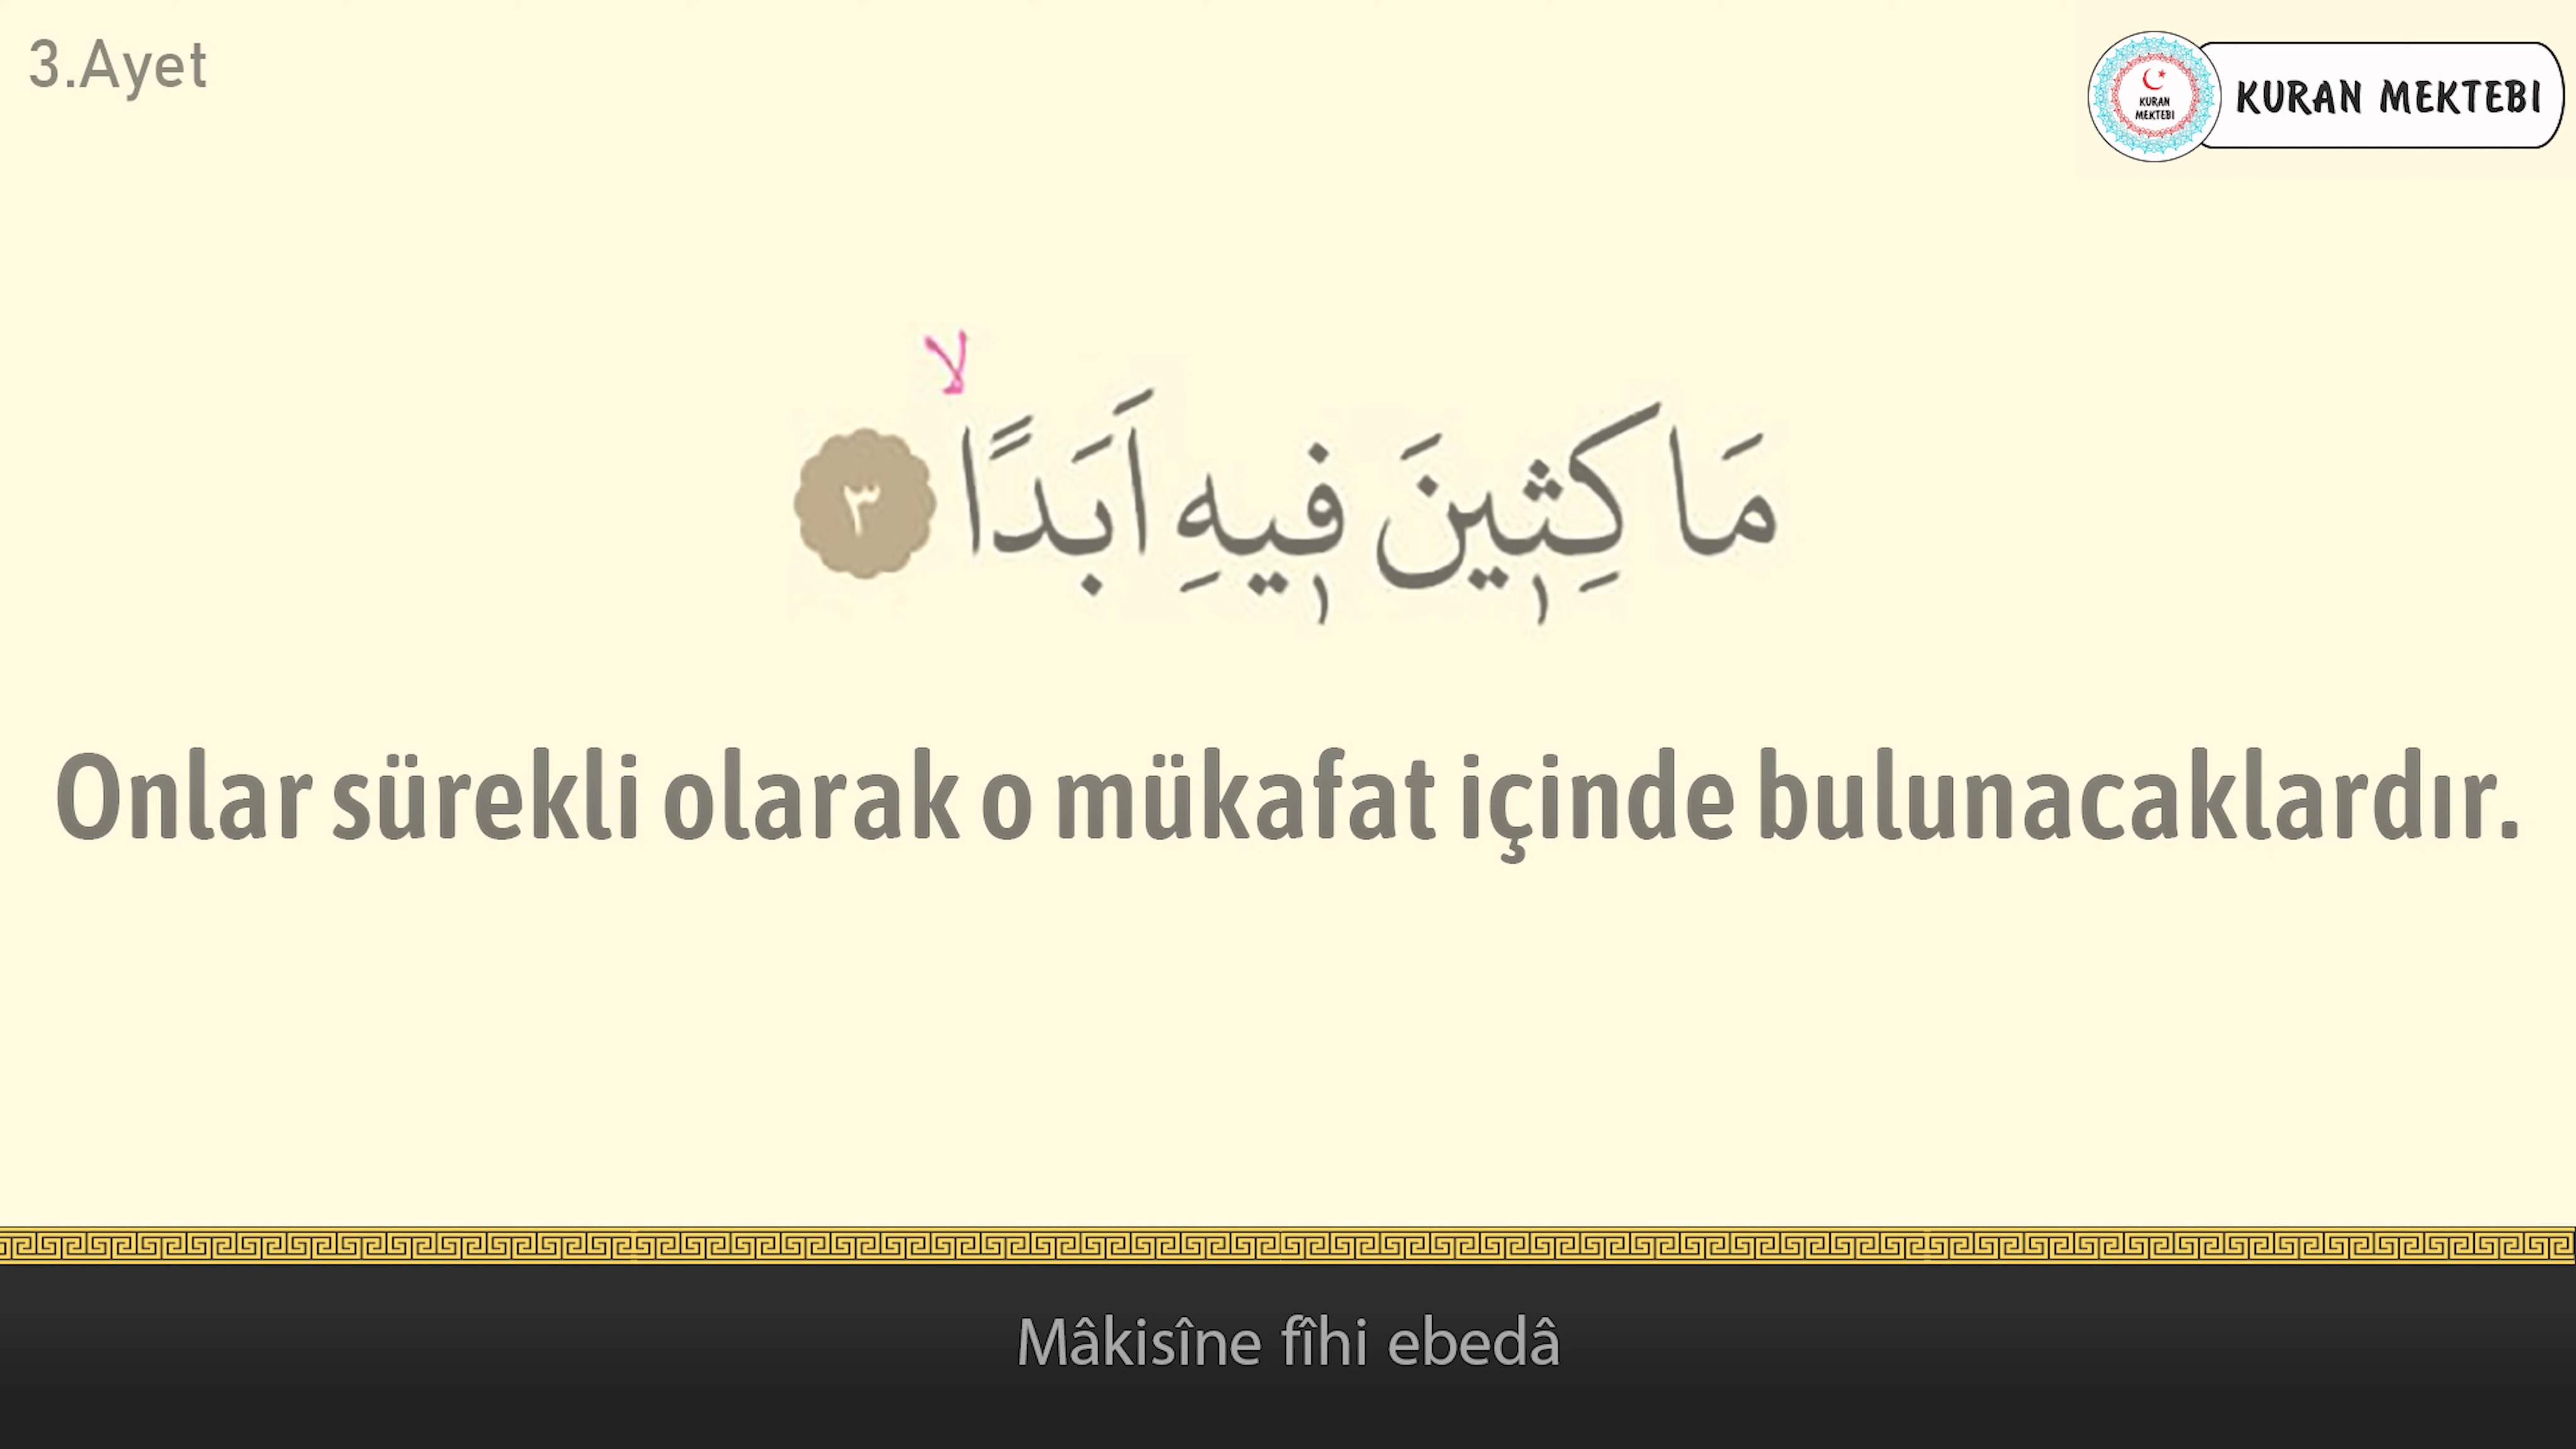 3.Ayet
KURAN MEKTEBI
KURAN
MEKTEBI
لا
مَاكِثٖينَ فٖيهِ اَبَدًا ٣
Onlar sürekli olarak o mükafat içinde bulunacaklardır.
Mâkisîne fîhi ebedâ